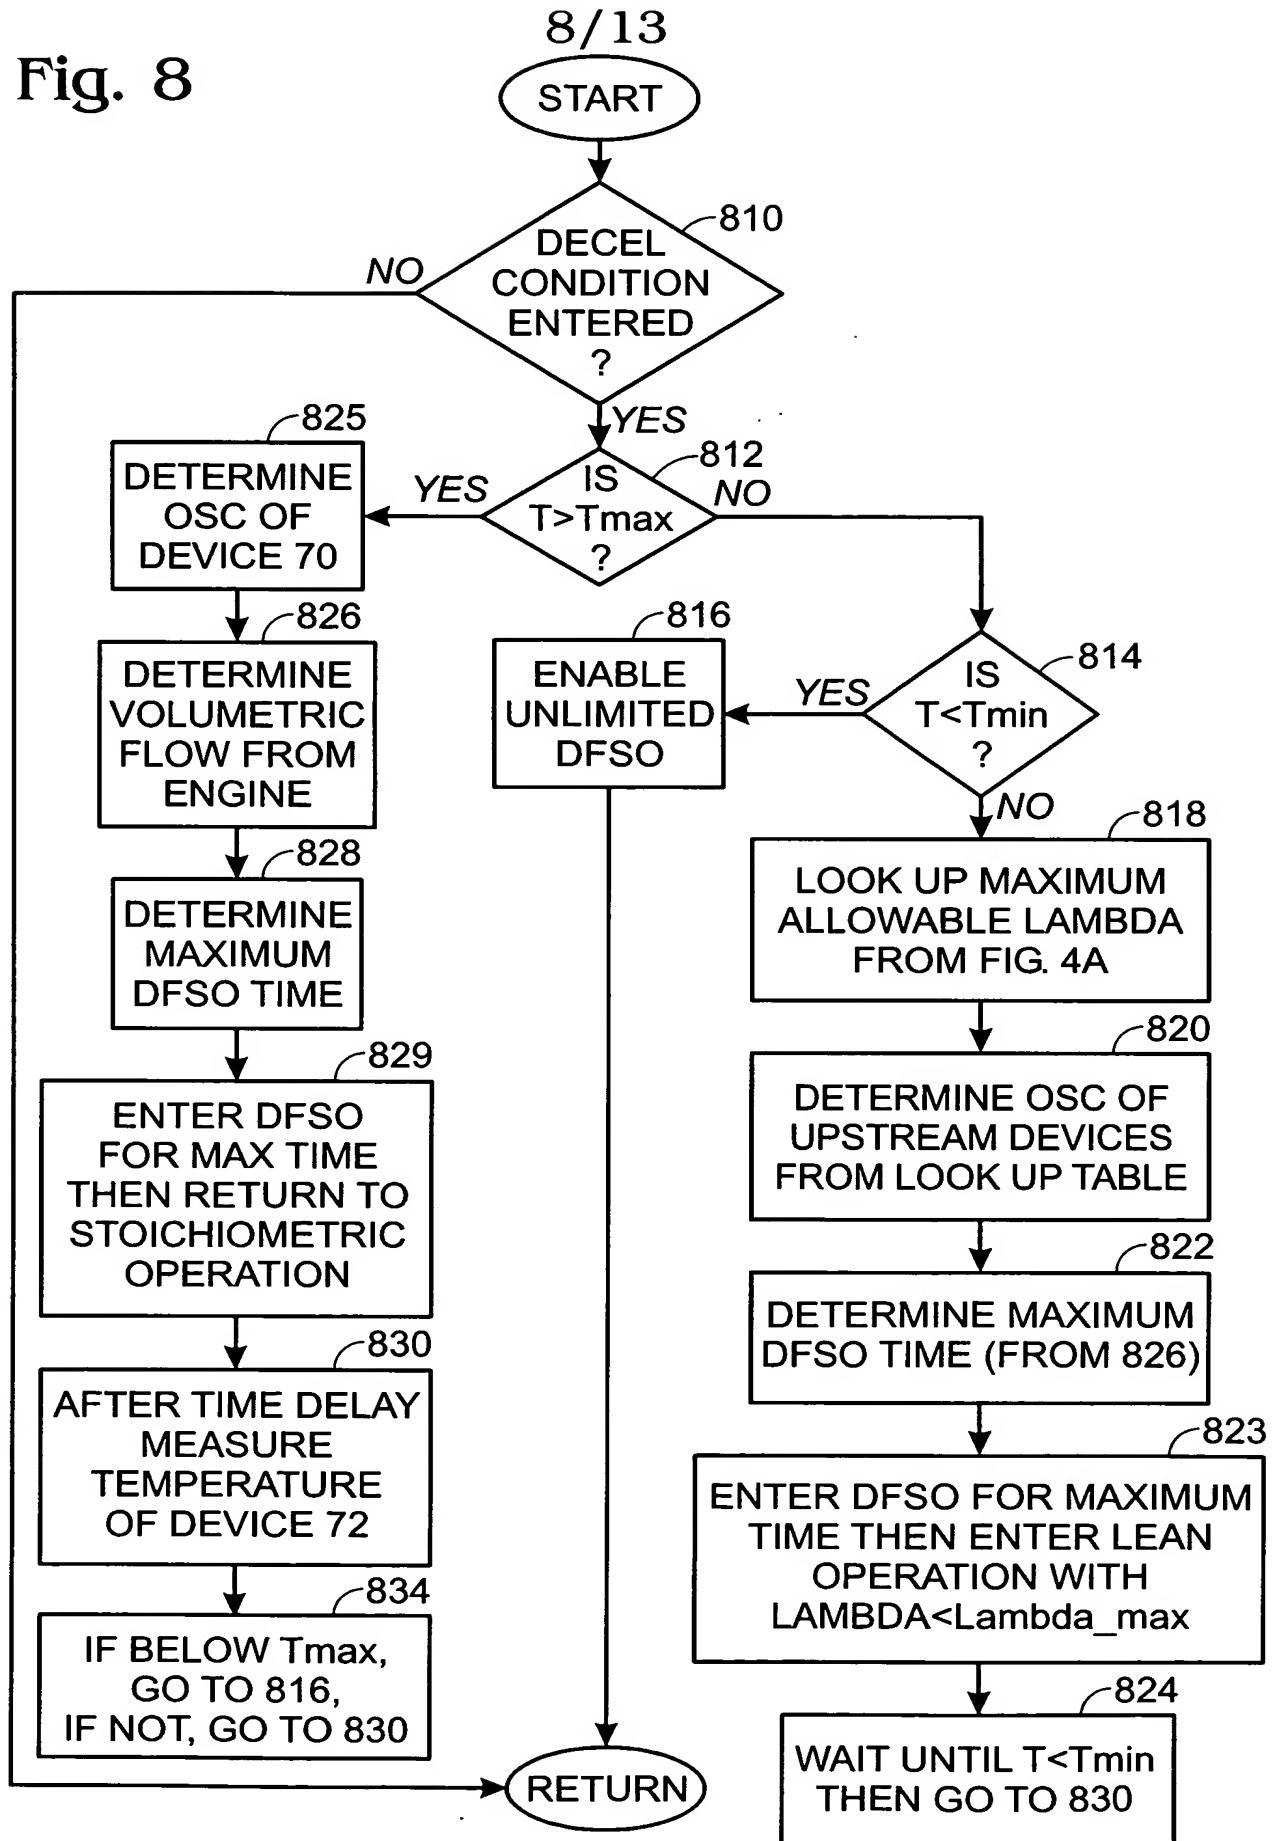 8/13
Fig. 8
START
810
DECEL
CONDITION
ENTERED
?
NO
YES
812
IS
T>Tmax
?
YES
NO
825
DETERMINE
OSC OF
DEVICE 70
826
DETERMINE
VOLUMETRIC
FLOW FROM
ENGINE
828
DETERMINE
MAXIMUM
DFSO TIME
829
ENTER DFSO
FOR MAX TIME
THEN RETURN TO
STOICHIOMETRIC
OPERATION
830
AFTER TIME DELAY
MEASURE
TEMPERATURE
OF DEVICE 72
834
IF BELOW Tmax,
GO TO 816,
IF NOT, GO TO 830
816
ENABLE
UNLIMITED
DFSO
814
IS
T<Tmin
?
YES
NO
818
LOOK UP MAXIMUM
ALLOWABLE LAMBDA
FROM FIG. 4A
820
DETERMINE OSC OF
UPSTREAM DEVICES
FROM LOOK UP TABLE
822
DETERMINE MAXIMUM
DFSO TIME (FROM 826)
823
ENTER DFSO FOR MAXIMUM
TIME THEN ENTER LEAN
OPERATION WITH
LAMBDA<Lambda_max
824
WAIT UNTIL T<Tmin
THEN GO TO 830
RETURN